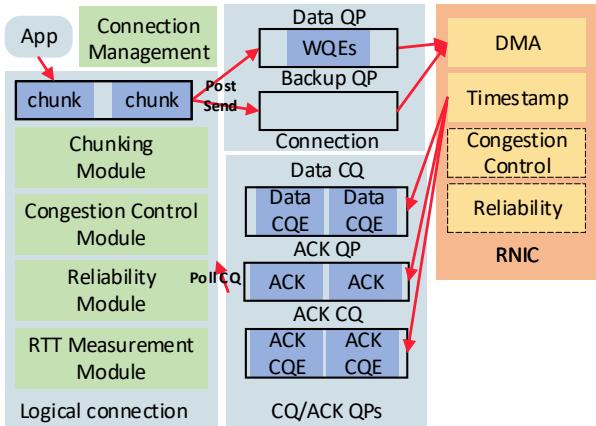 App
Connection
Management
chunk chunk
Chunking
Module
Congestion Control
Module
Reliability
Module
RTT Measurement
Module
Logical connection
Post
Send
Poll CQ
Data QP
WQEs
Backup QP
Connection
Data CQ
Data Data
CQE CQE
ACK QP
ACK ACK
ACK CQ
ACK ACK
CQE CQE
CQ/ACK QPs
DMA
Timestamp
Congestion
Control
Reliability
RNIC